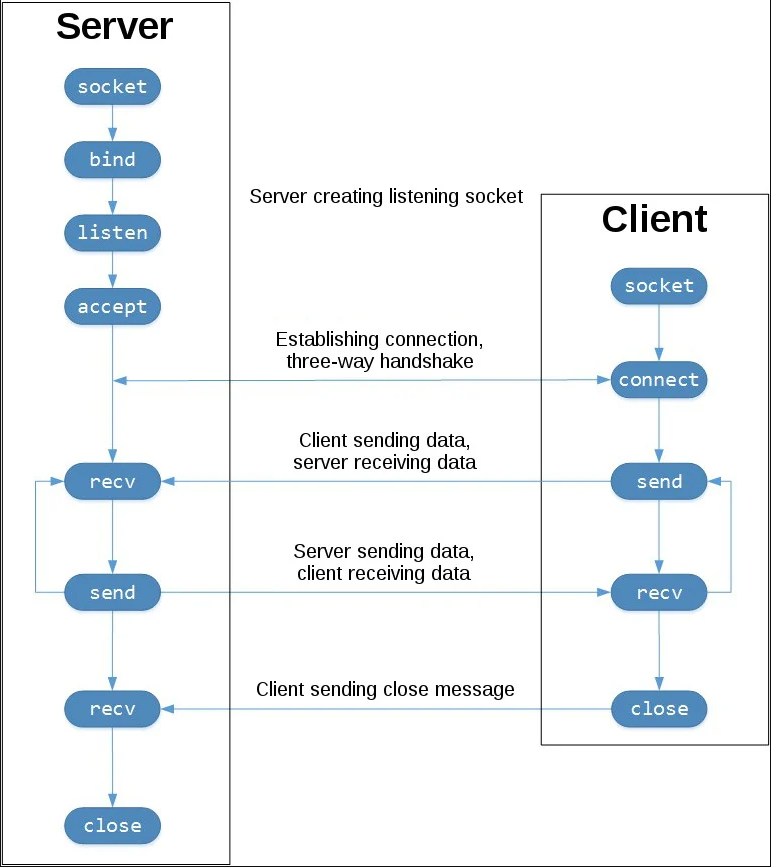 Server
socket
bind
listen
accept
recv
send
recv
close
Server creating listening socket
Establishing connection,
three-way handshake
Client sending data,
server receiving data
Server sending data,
client receiving data
Client sending close message
Client
socket
connect
send
recv
close